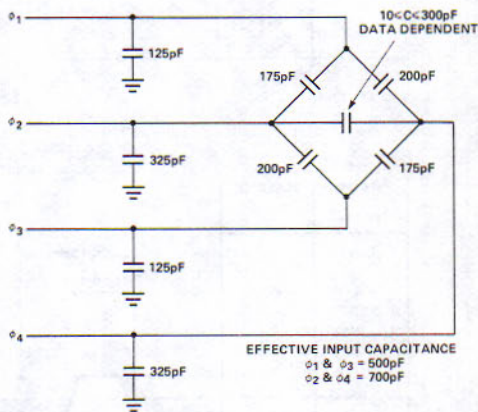 10<C<300pF
DATA DEPENDENT
ϕ1
125pF
175pF
200pF
ϕ2
325pF
200pF
175pF
ϕ3
125pF
ϕ4
EFFECTIVE INPUT CAPACITANCE
ϕ1 & ϕ3 = 500pF
ϕ2 & ϕ4 = 700pF
325pF